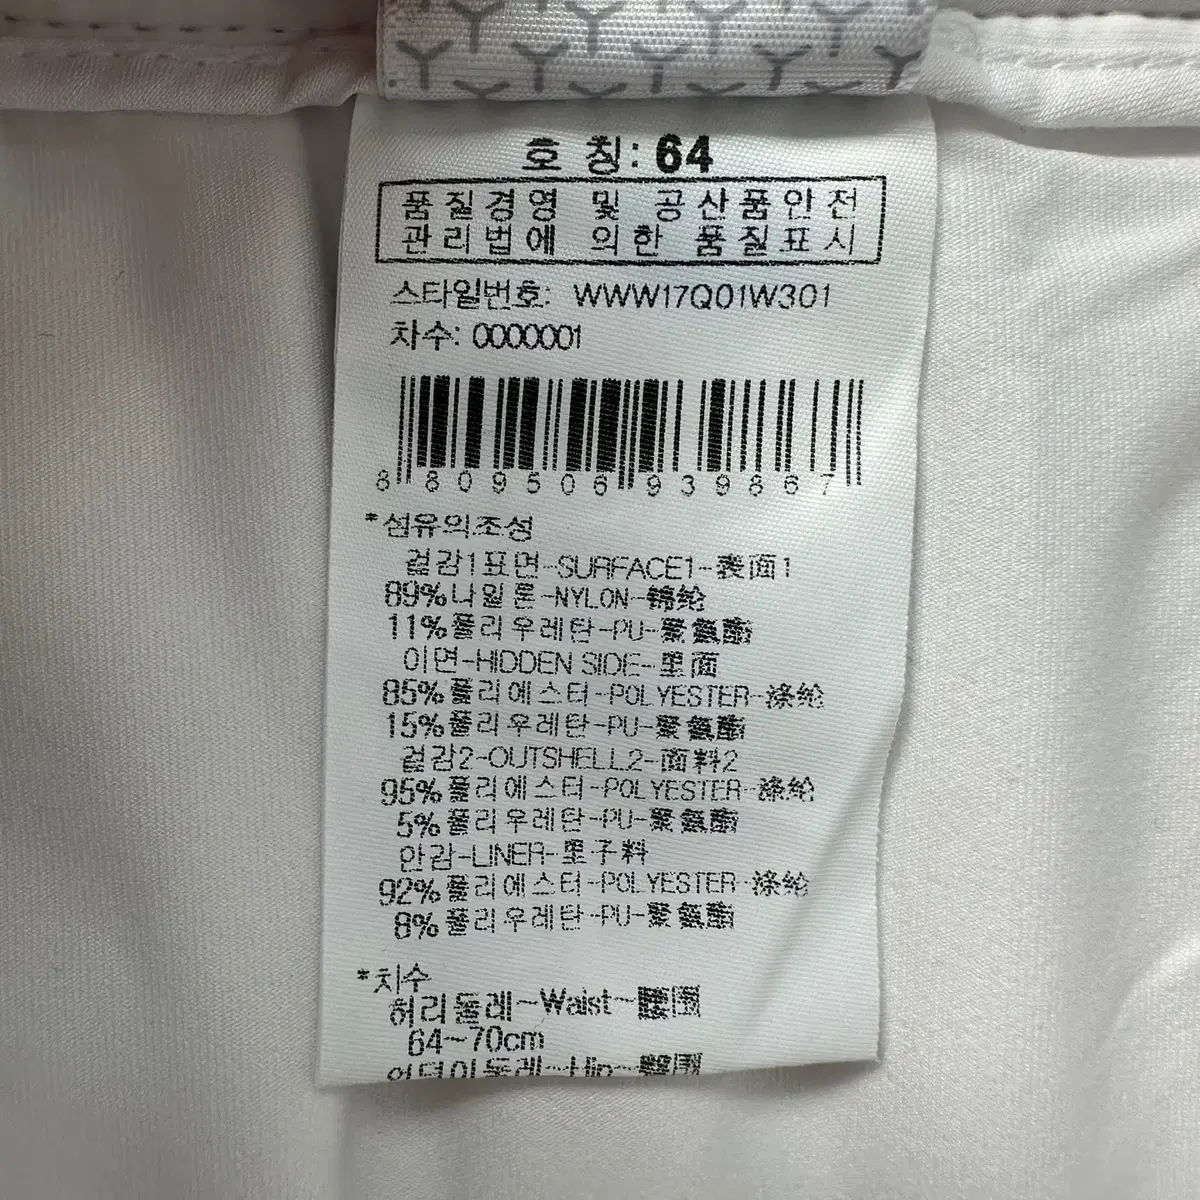 호 칭: 64
품질경영 및 공산품안전
관리법에 의한 품질표시
스타일번호: WWW17Q01W301
차수: 0000001
8 809506 939867
*섬유의조성
겉감1표면-SURFACE1-表面1
89%나일론-NYLON-锦纶
11%폴리우레탄-PU-聚氨酯
이면-HIDDEN SIDE-里面
85%폴리에스터-POLYESTER-涤纶
15%폴리우레탄-PU-聚氨酯
겉감2-OUTSHELL2-面料2
95%폴리에스터-POLYESTER-涤纶
5%폴리우레탄-PU-聚氨酯
안감-LINER-里子料
92%폴리에스터-POLYESTER-涤纶
8%폴리우레탄-PU-聚氨酯
*치수
허리둘레-Waist-腰围
64~70cm
엉덩이둘레-Hip-臀围